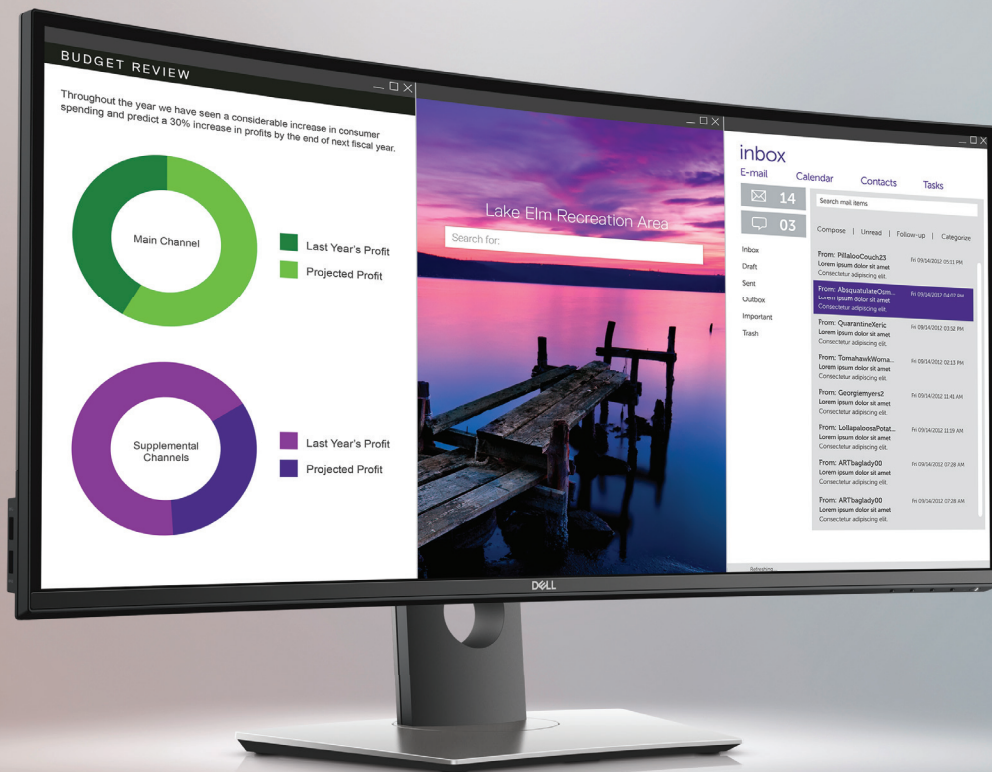 BUDGET REVIEW
Throughout the year we have seen a considerable increase in consumer
spending and predict a 30% increase in profits by the end of next fiscal year.
Main Channel
Last Year's Profit
Projected Profit
Supplemental
Channels
Last Year's Profit
Projected Profit
Lake Elm Recreation Area
Search for:
inbox
E-mail Calendar Contacts Tasks
14
03
Inbox
Draft
Sent
Outbox
Important
Trash
Search mail items
Compose | Unread | Follow-up | Categorize
From: PillalooCouch23 Fri 09/14/2012 05:11 PM
Lorem ipsum dolor sit amet
Consectetur adipiscing elit.
From: AbsquatulateOsm... Fri 09/14/2012 04:02 PM
Lorem ipsum dolor sit amet
Consectetur adipiscing elit.
From: QuarantineXeric Fri 09/14/2012 03:52 PM
Lorem ipsum dolor sit amet
Consectetur adipiscing elit.
From: TomahawkWoma... Fri 09/14/2012 02:13 PM
Lorem ipsum dolor sit amet
Consectetur adipiscing elit.
From: Georgiemyers2 Fri 09/14/2012 11:41 AM
Lorem ipsum dolor sit amet
Consectetur adipiscing elit.
From: LollapaloosaPotat... Fri 09/14/2012 11:19 AM
Lorem ipsum dolor sit amet
Consectetur adipiscing elit.
From: ARTbaglady00 Fri 09/14/2012 07:28 AM
Lorem ipsum dolor sit amet
Consectetur adipiscing elit.
From: ARTbaglady00 Fri 09/14/2012 07:28 AM
Lorem ipsum dolor sit amet
Consectetur adipiscing elit.
Refreshing...
DELL